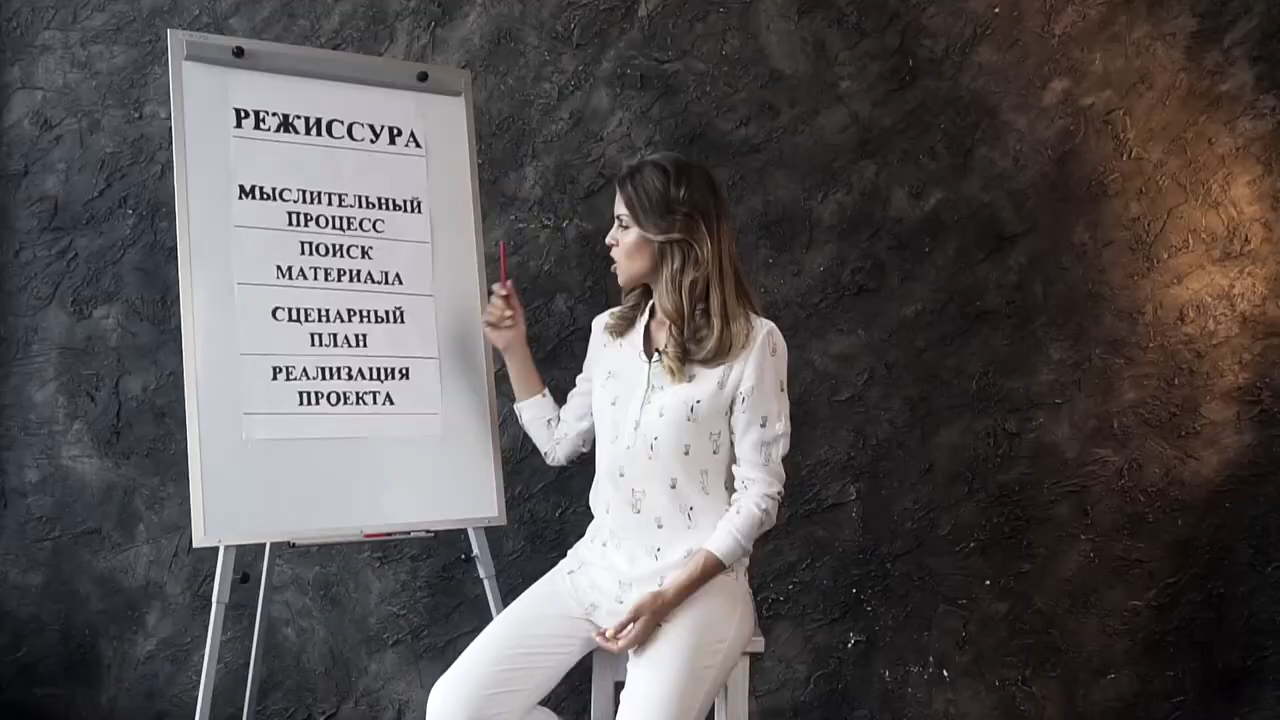 РЕЖИССУРА
МЫСЛИТЕЛЬНЫЙ
ПРОЦЕСС
ПОИСК
МАТЕРИАЛА
СЦЕНАРНЫЙ
ПЛАН
РЕАЛИЗАЦИЯ
ПРОЕКТА